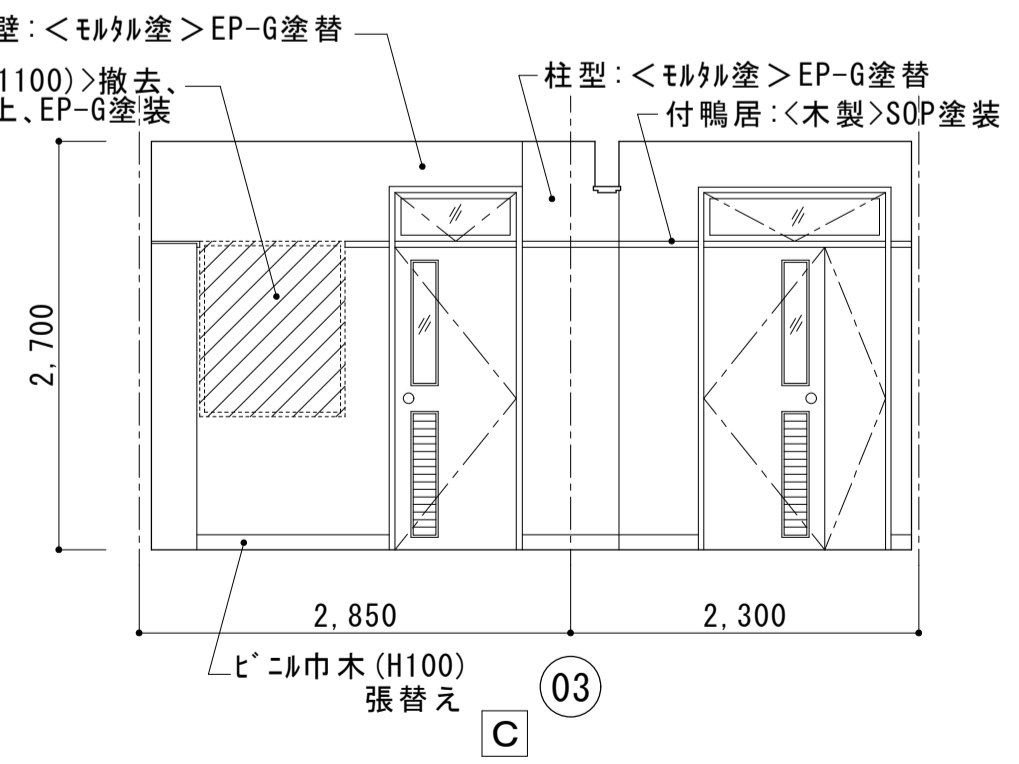 壁:<ﾓﾙﾀﾙ塗>EP-G塗替
1100)>撤去、
上、EP-G塗装
柱型:<ﾓﾙﾀﾙ塗>EP-G塗替
付鴨居:<木製>SOP塗装
2,700
2,850
2,300
ﾋﾞﾆﾙ巾木(H100)
張替え
03
C